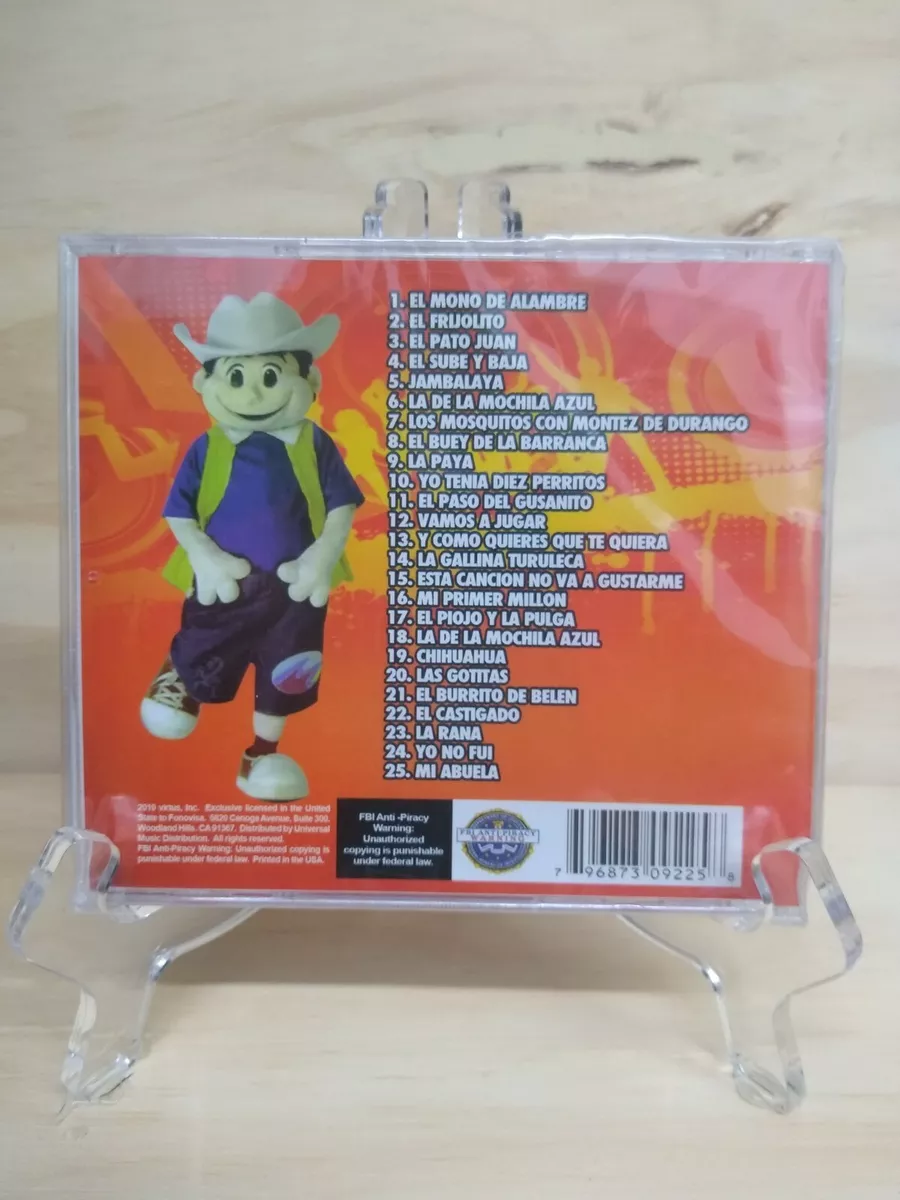 1. EL MONO DE ALAMBRE
2. EL FRIJOLITO
3. EL PATO JUAN
4. EL SUBE Y BAJA
5. JAMBALAYA
6. LA DE LA MOCHILA AZUL
7. LOS MOSQUITOS CON MONTEZ DE DURANGO
8. EL BUEY DE LA BARRANCA
9. LA PAYA
10. YO TENIA DIEZ PERRITOS
11. EL PASO DEL GUSANITO
12. VAMOS A JUGAR
13. Y COMO QUIERES QUE TE QUIERA
14. LA GALLINA TURULECA
15. ESTA CANCION NO VA A GUSTARME
16. MI PRIMER MILLON
17. EL PIOJO Y LA PULGA
18. LA DE LA MOCHILA AZUL
19. CHIHUAHUA
20. LAS GOTITAS
21. EL BURRITO DE BELEN
22. EL CASTIGADO
23. LA RANA
24. YO NO FUI
25. MI ABUELA
2010 virtus, Inc. Exclusive licensed in the United
State to Fonovisa. 5820 Canoga Avenue, Suite 300,
Woodland Hills. CA 91367. Distributed by Universal
Music Distribution. All rights reserved.
FBI Anti-Piracy Warning: Unauthorized copying is
punishable under federal law. Printed in the USA.
FBI Anti -Piracy
Warning:
Unauthorized
copying is punishable
under federal law.
FBI ANTI-PIRACY
WARNING
7 96873 09225 8